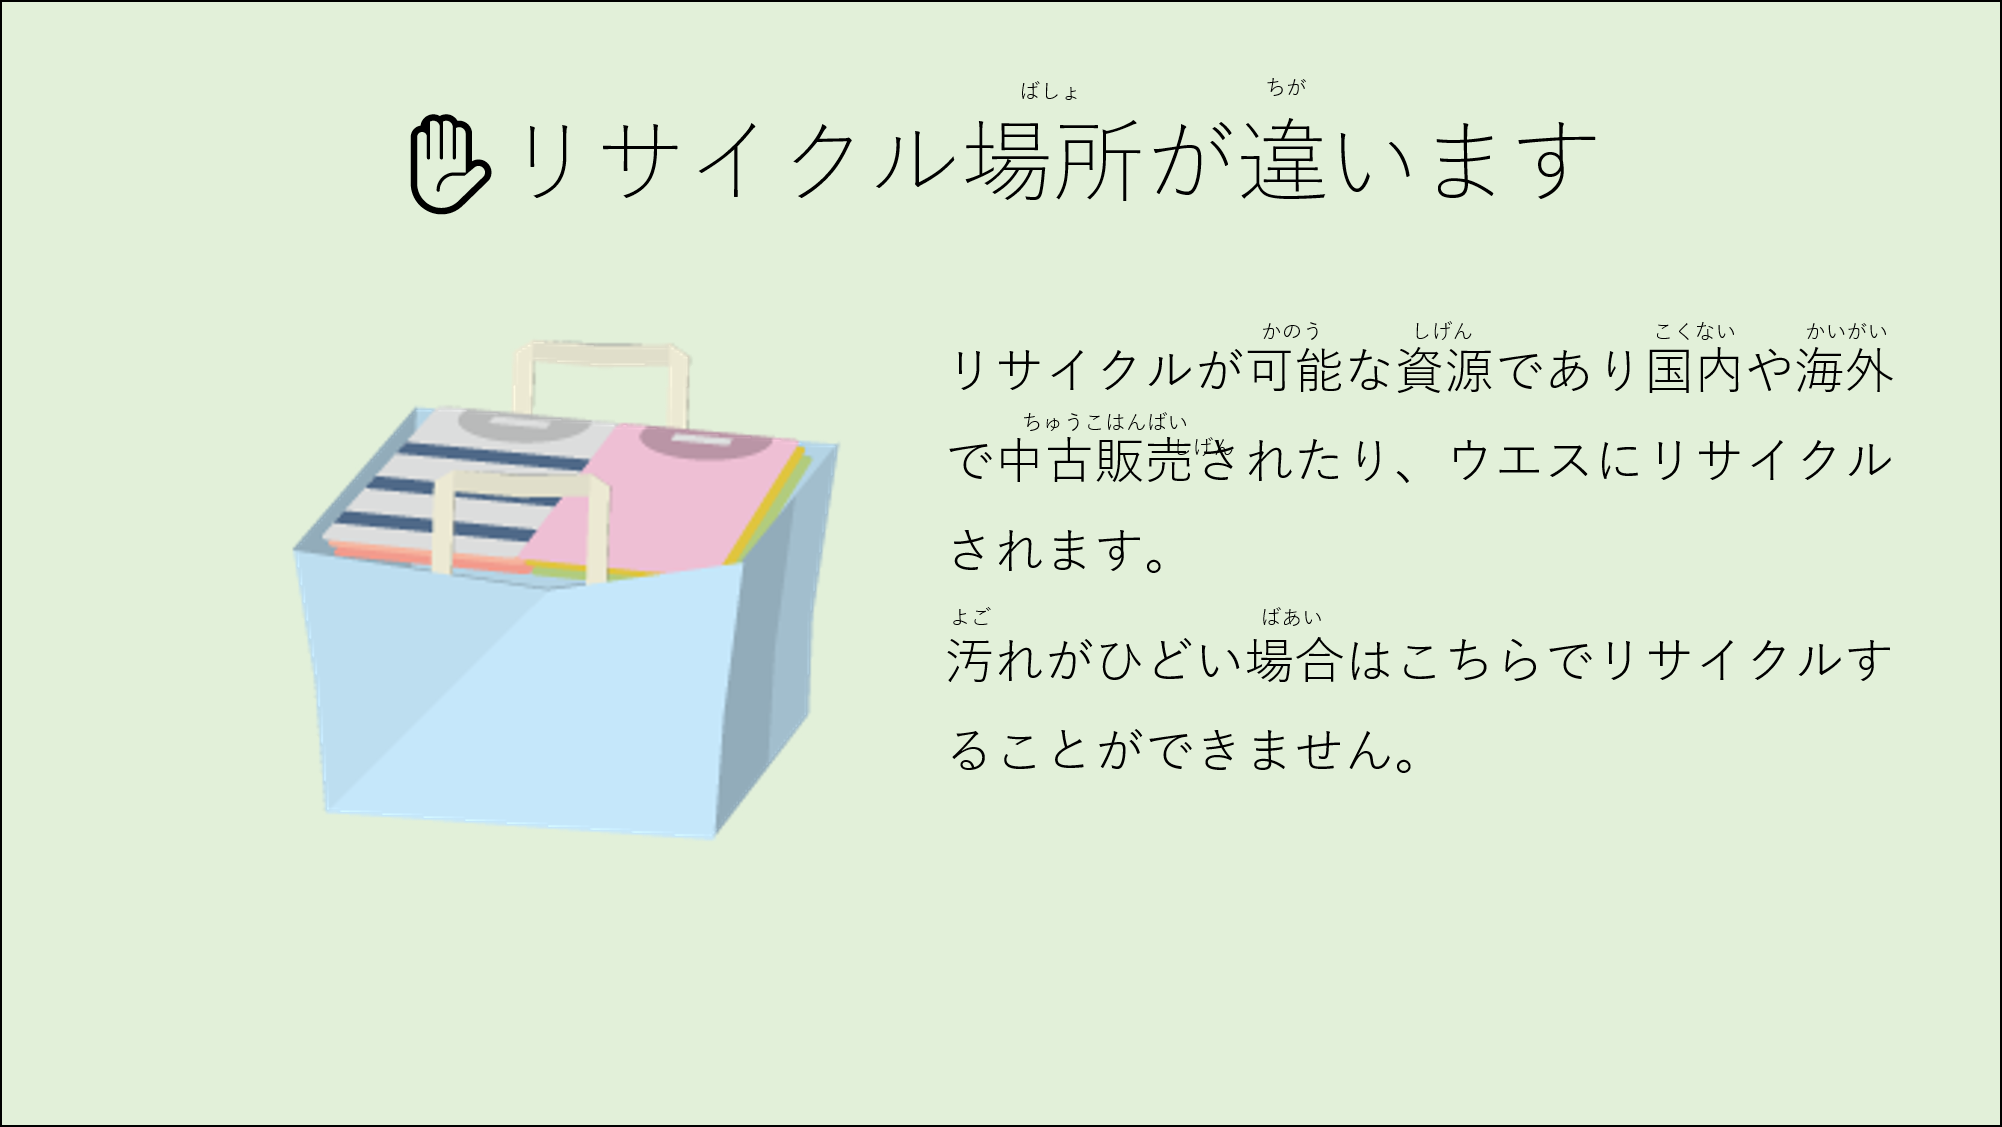 ばしょ ちが
リサイクル場所が違います
かのう しげん こくない かいがい
リサイクルが可能な資源であり国内や海外
ちゅうこはんばい
しげん
で中古販売されたり、ウエスにリサイクル
されます。
よご ばあい
汚れがひどい場合はこちらでリサイクルす
ることができません。